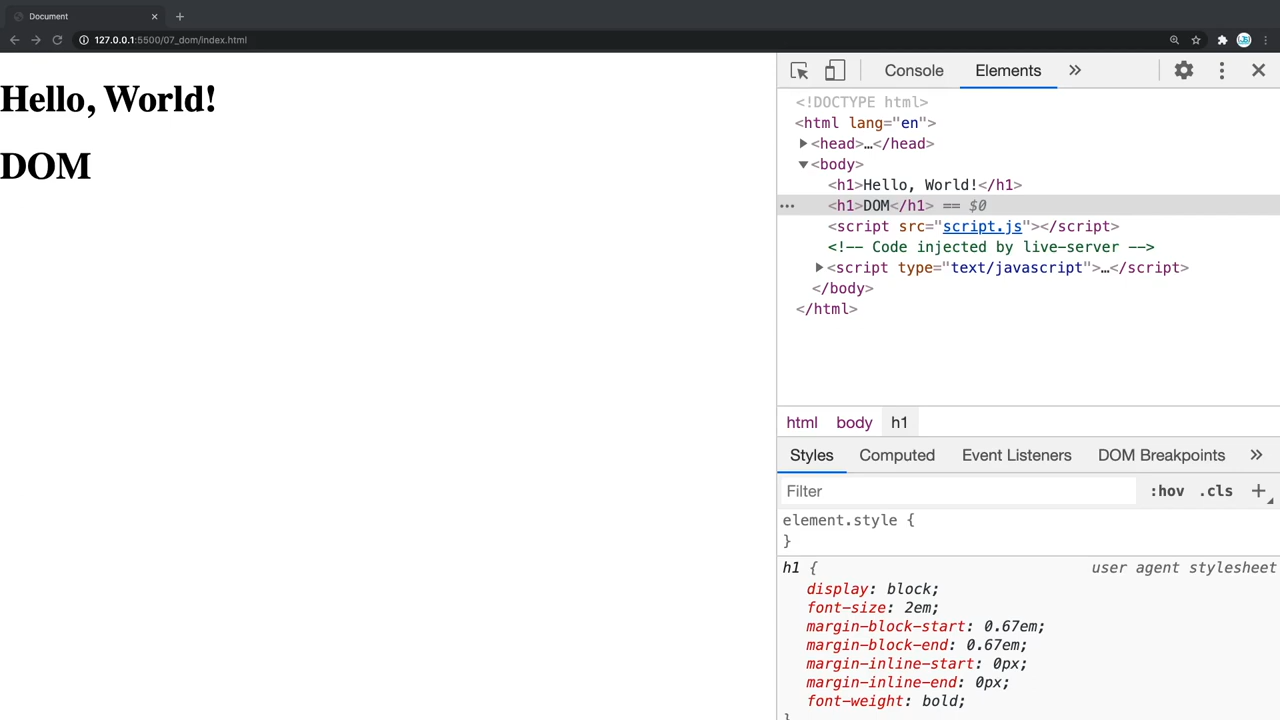 Document
127.0.0.1:5500/07_dom/index.html
Hello, World!
DOM
Console Elements
<!DOCTYPE html>
<html lang="en">
<head>…</head>
<body>
<h1>Hello, World!</h1>
<h1>DOM</h1> == $0
<script src="script.js"></script>
<!-- Code injected by live-server -->
<script type="text/javascript">…</script>
</body>
</html>
html body h1
Styles Computed Event Listeners DOM Breakpoints
Filter :hov .cls
element.style {
}
h1 { user agent stylesheet
display: block;
font-size: 2em;
margin-block-start: 0.67em;
margin-block-end: 0.67em;
margin-inline-start: 0px;
margin-inline-end: 0px;
font-weight: bold;
}